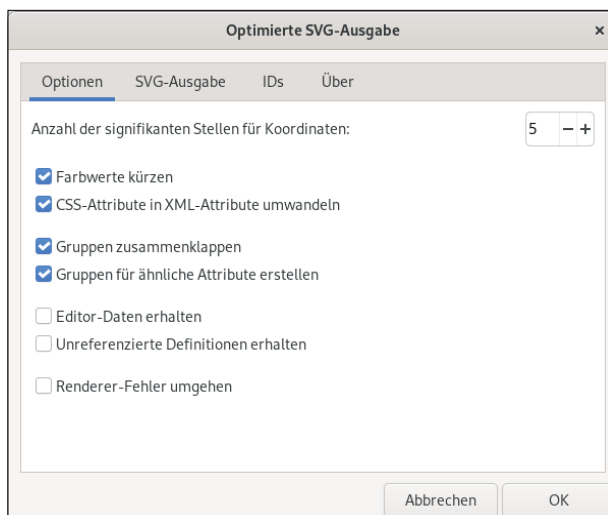 Optimierte SVG-Ausgabe ×
Optionen SVG-Ausgabe IDs Über
Anzahl der signifikanten Stellen für Koordinaten: 5 − +
Farbwerte kürzen
CSS-Attribute in XML-Attribute umwandeln
Gruppen zusammenklappen
Gruppen für ähnliche Attribute erstellen
Editor-Daten erhalten
Unreferenzierte Definitionen erhalten
Renderer-Fehler umgehen
Abbrechen OK